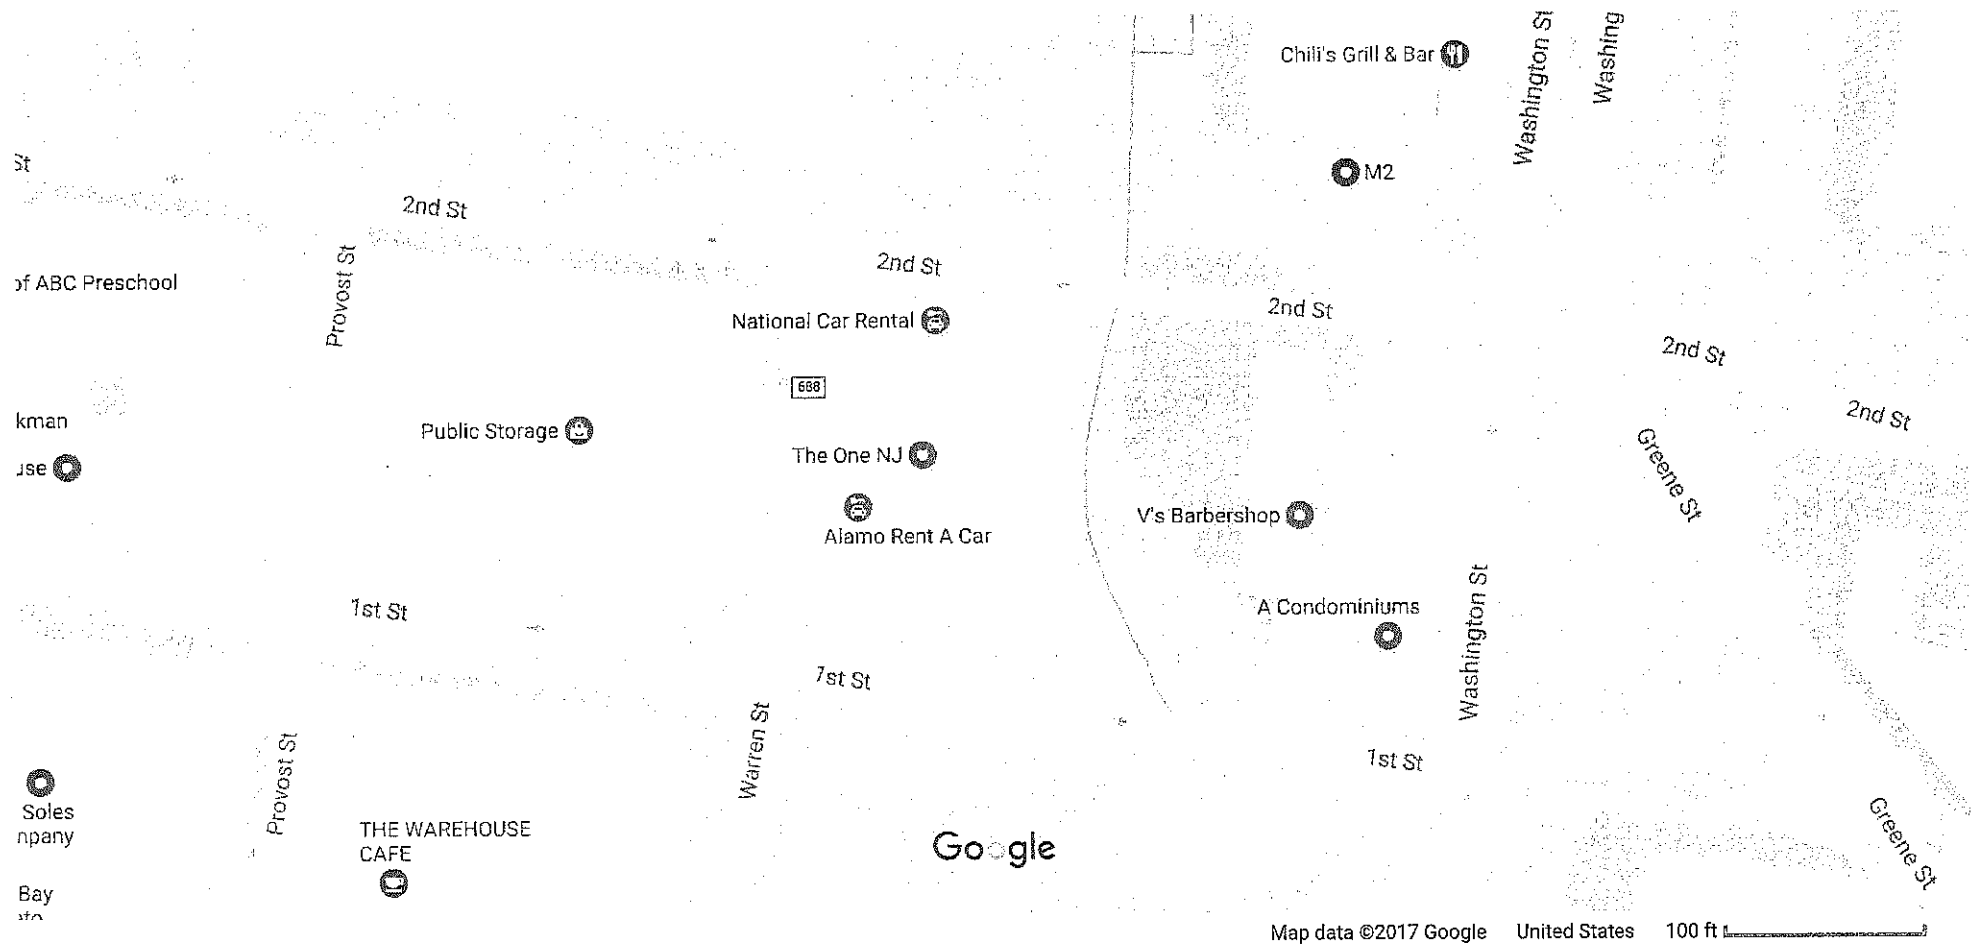 Chili's Grill & Bar
Washington St
Washing
M2
St
2nd St
Provost St
of ABC Preschool
2nd St
National Car Rental
2nd St
2nd St
2nd St
688
kman
Public Storage
The One NJ
Greene St
use
Alamo Rent A Car
V's Barbershop
1st St
A Condominiums
Washington St
1st St
Warren St
Provost St
1st St
Soles
npany
THE WAREHOUSE
CAFE
Google
Greene St
Bay
Map data ©2017 Google United States 100 ft